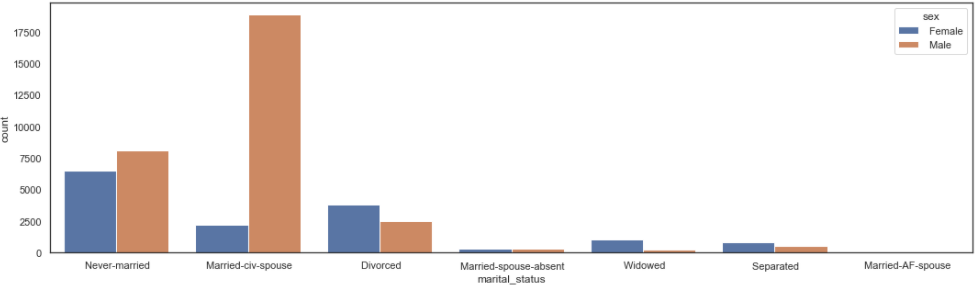 sex
Female
Male
17500
15000
12500
10000
7500
5000
2500
0
count
Never-married Married-civ-spouse Divorced Married-spouse-absent Widowed Separated Married-AF-spouse
marital_status